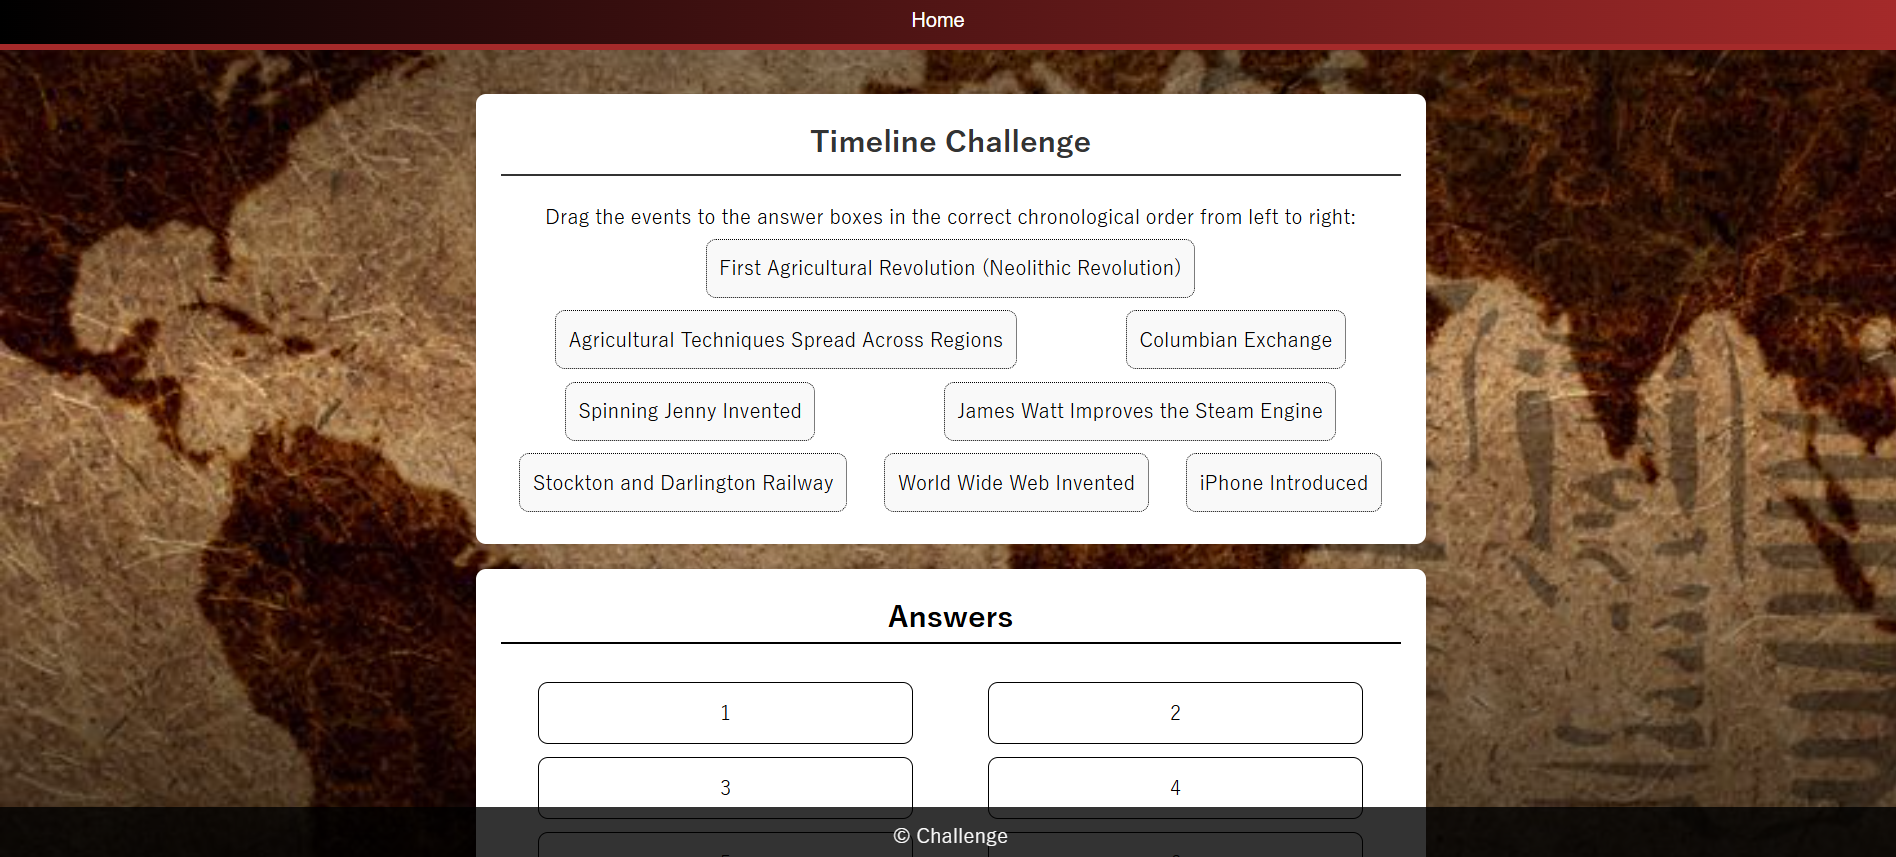 Home
Timeline Challenge
Drag the events to the answer boxes in the correct chronological order from left to right:
First Agricultural Revolution (Neolithic Revolution)
Agricultural Techniques Spread Across Regions
Columbian Exchange
Spinning Jenny Invented
James Watt Improves the Steam Engine
Stockton and Darlington Railway
World Wide Web Invented
iPhone Introduced
Answers
1
2
3
4
© Challenge